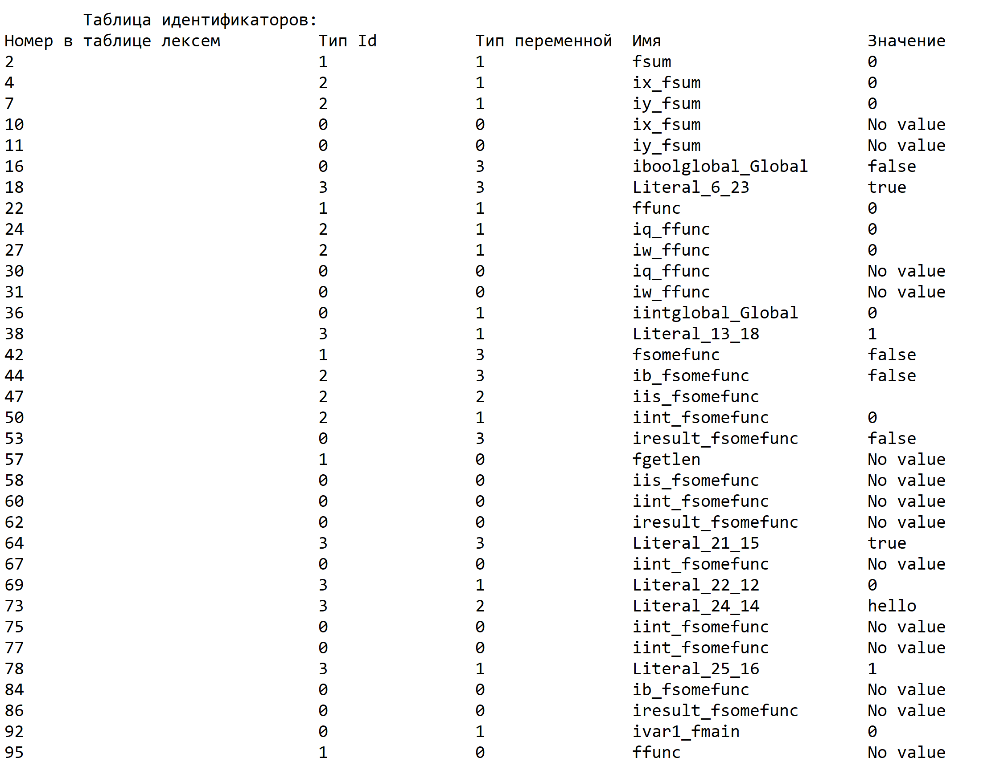 Таблица идентификаторов:
Номер в таблице лексем Тип Id Тип переменной Имя Значение
2 1 1 fsum 0
4 2 1 ix_fsum 0
7 2 1 iy_fsum 0
10 0 0 ix_fsum No value
11 0 0 iy_fsum No value
16 0 3 iboolglobal_Global false
18 3 3 Literal_6_23 true
22 1 1 ffunc 0
24 2 1 iq_ffunc 0
27 2 1 iw_ffunc 0
30 0 0 iq_ffunc No value
31 0 0 iw_ffunc No value
36 0 1 iintglobal_Global 0
38 3 1 Literal_13_18 1
42 1 3 fsomefunc false
44 2 3 ib_fsomefunc false
47 2 2 iis_fsomefunc
50 2 1 iint_fsomefunc 0
53 0 3 iresult_fsomefunc false
57 1 0 fgetlen No value
58 0 0 iis_fsomefunc No value
60 0 0 iint_fsomefunc No value
62 0 0 iresult_fsomefunc No value
64 3 3 Literal_21_15 true
67 0 0 iint_fsomefunc No value
69 3 1 Literal_22_12 0
73 3 2 Literal_24_14 hello
75 0 0 iint_fsomefunc No value
77 0 0 iint_fsomefunc No value
78 3 1 Literal_25_16 1
84 0 0 ib_fsomefunc No value
86 0 0 iresult_fsomefunc No value
92 0 1 ivar1_fmain 0
95 1 0 ffunc No value